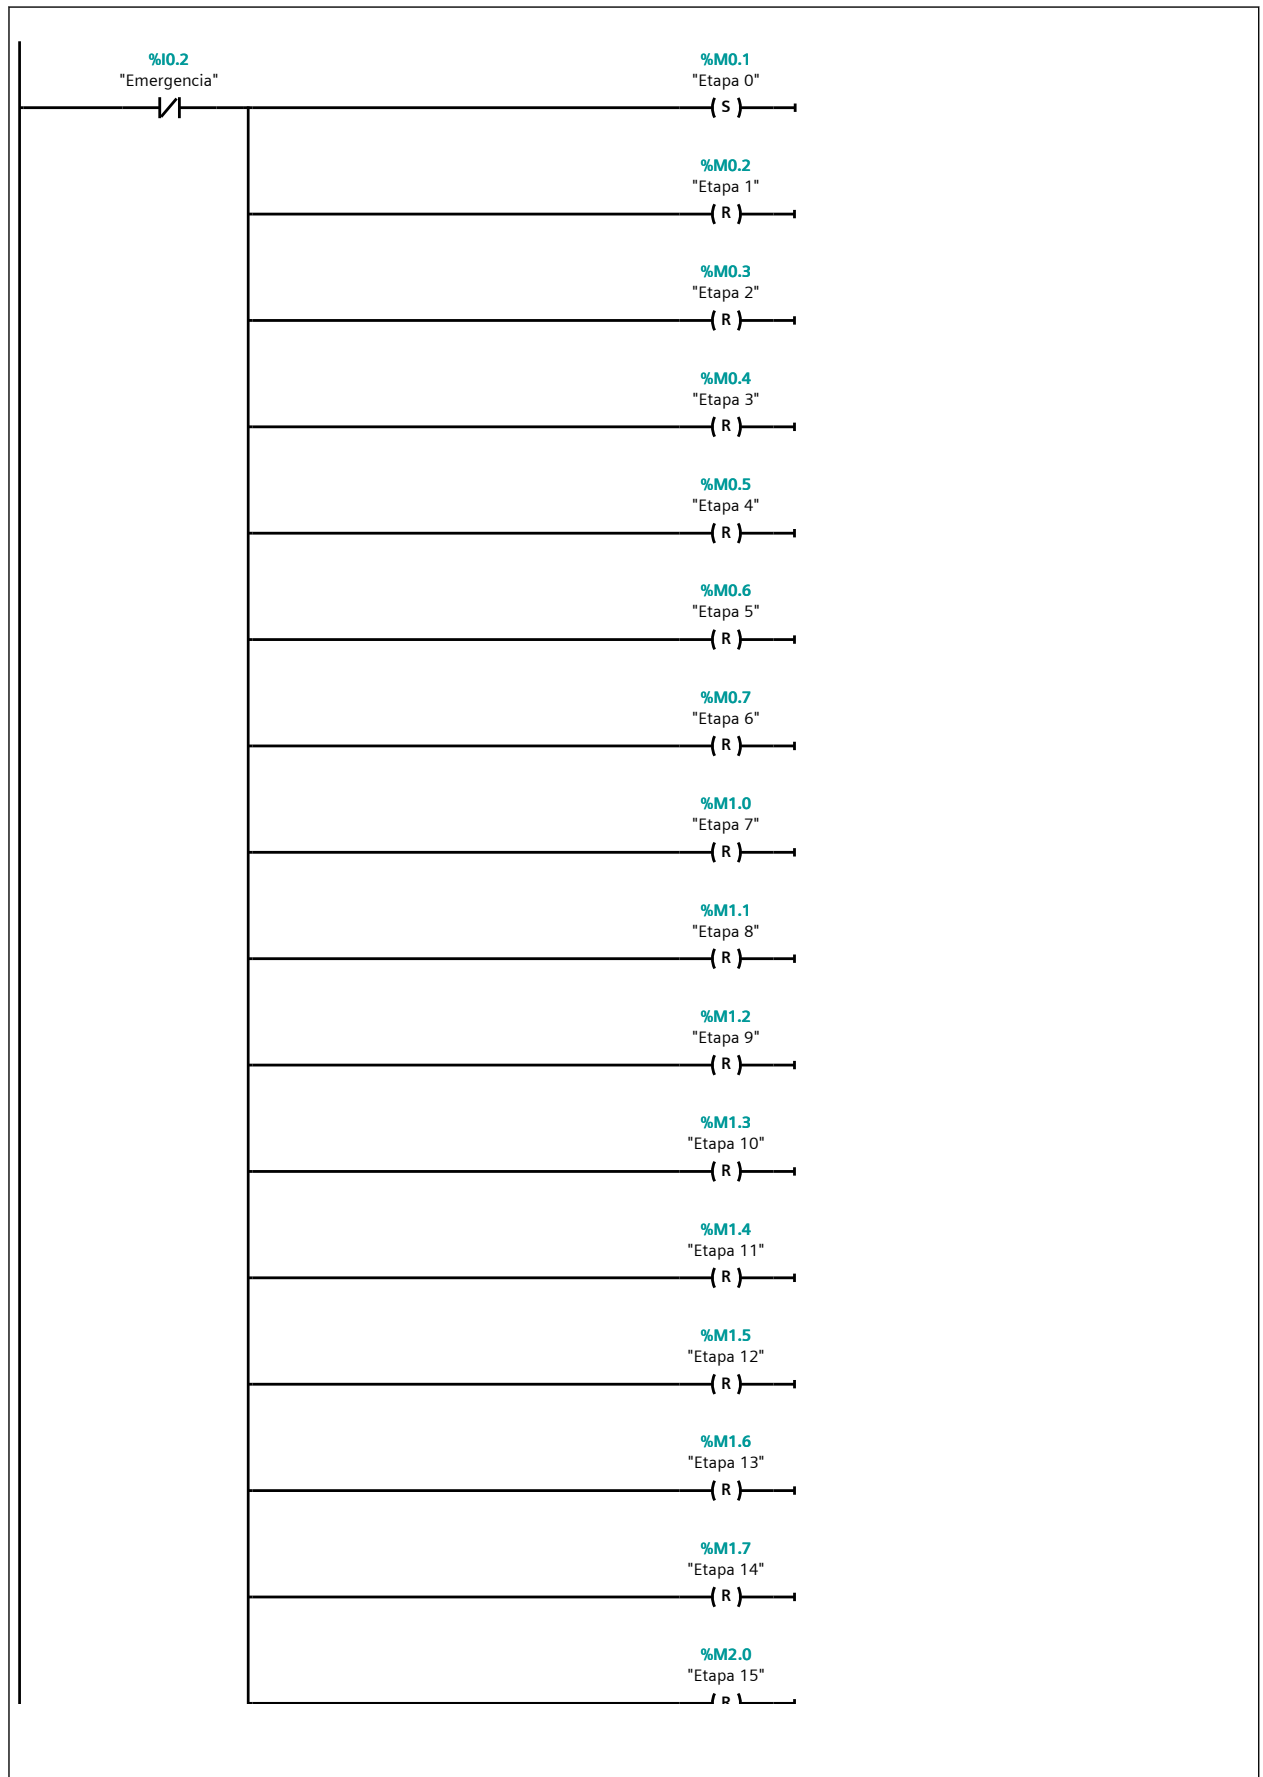 %I0.2
"Emergencia"
%M0.1
"Etapa 0"
S
%M0.2
"Etapa 1"
R
%M0.3
"Etapa 2"
R
%M0.4
"Etapa 3"
R
%M0.5
"Etapa 4"
R
%M0.6
"Etapa 5"
R
%M0.7
"Etapa 6"
R
%M1.0
"Etapa 7"
R
%M1.1
"Etapa 8"
R
%M1.2
"Etapa 9"
R
%M1.3
"Etapa 10"
R
%M1.4
"Etapa 11"
R
%M1.5
"Etapa 12"
R
%M1.6
"Etapa 13"
R
%M1.7
"Etapa 14"
R
%M2.0
"Etapa 15"
R